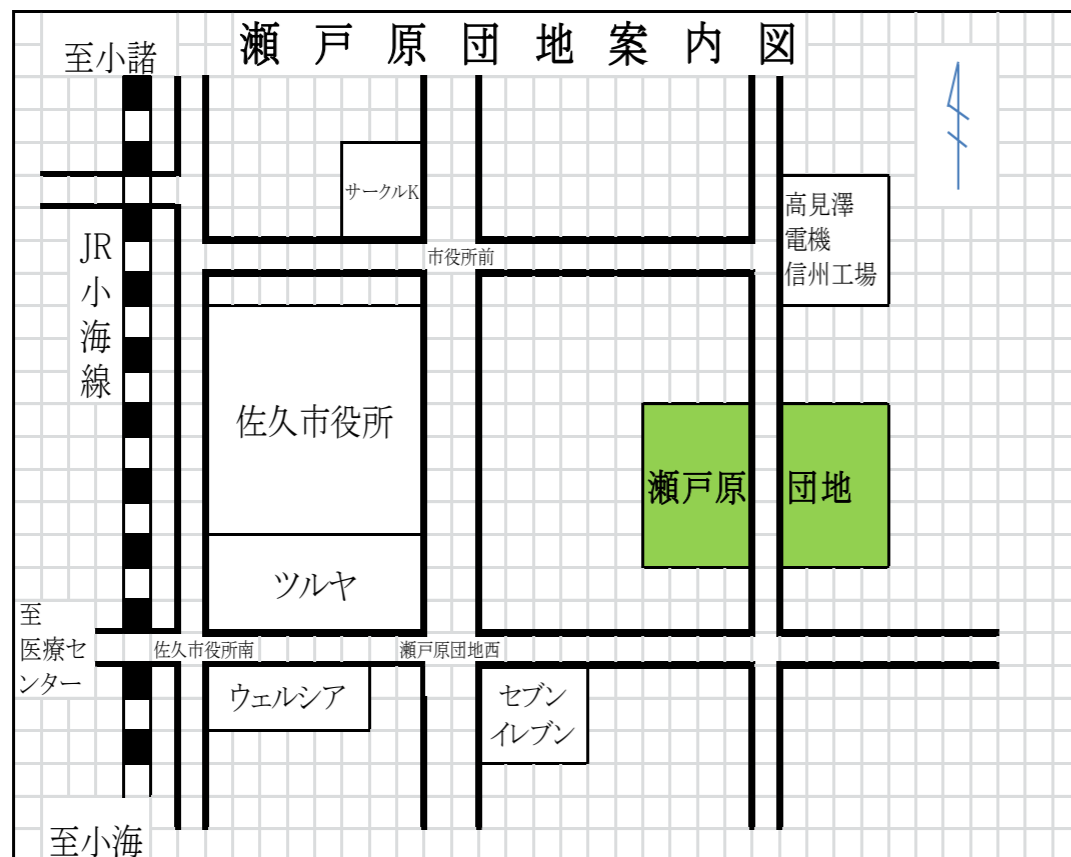 瀬戸原団地案内図
至小諸
サークルK
高見澤
電機
信州工場
市役所前
JR
小
海
線
佐久市役所
瀬戸原
団地
ツルヤ
至
医療セ
ンター
佐久市役所南
瀬戸原団地西
ウェルシア
セブン
イレブン
至小海